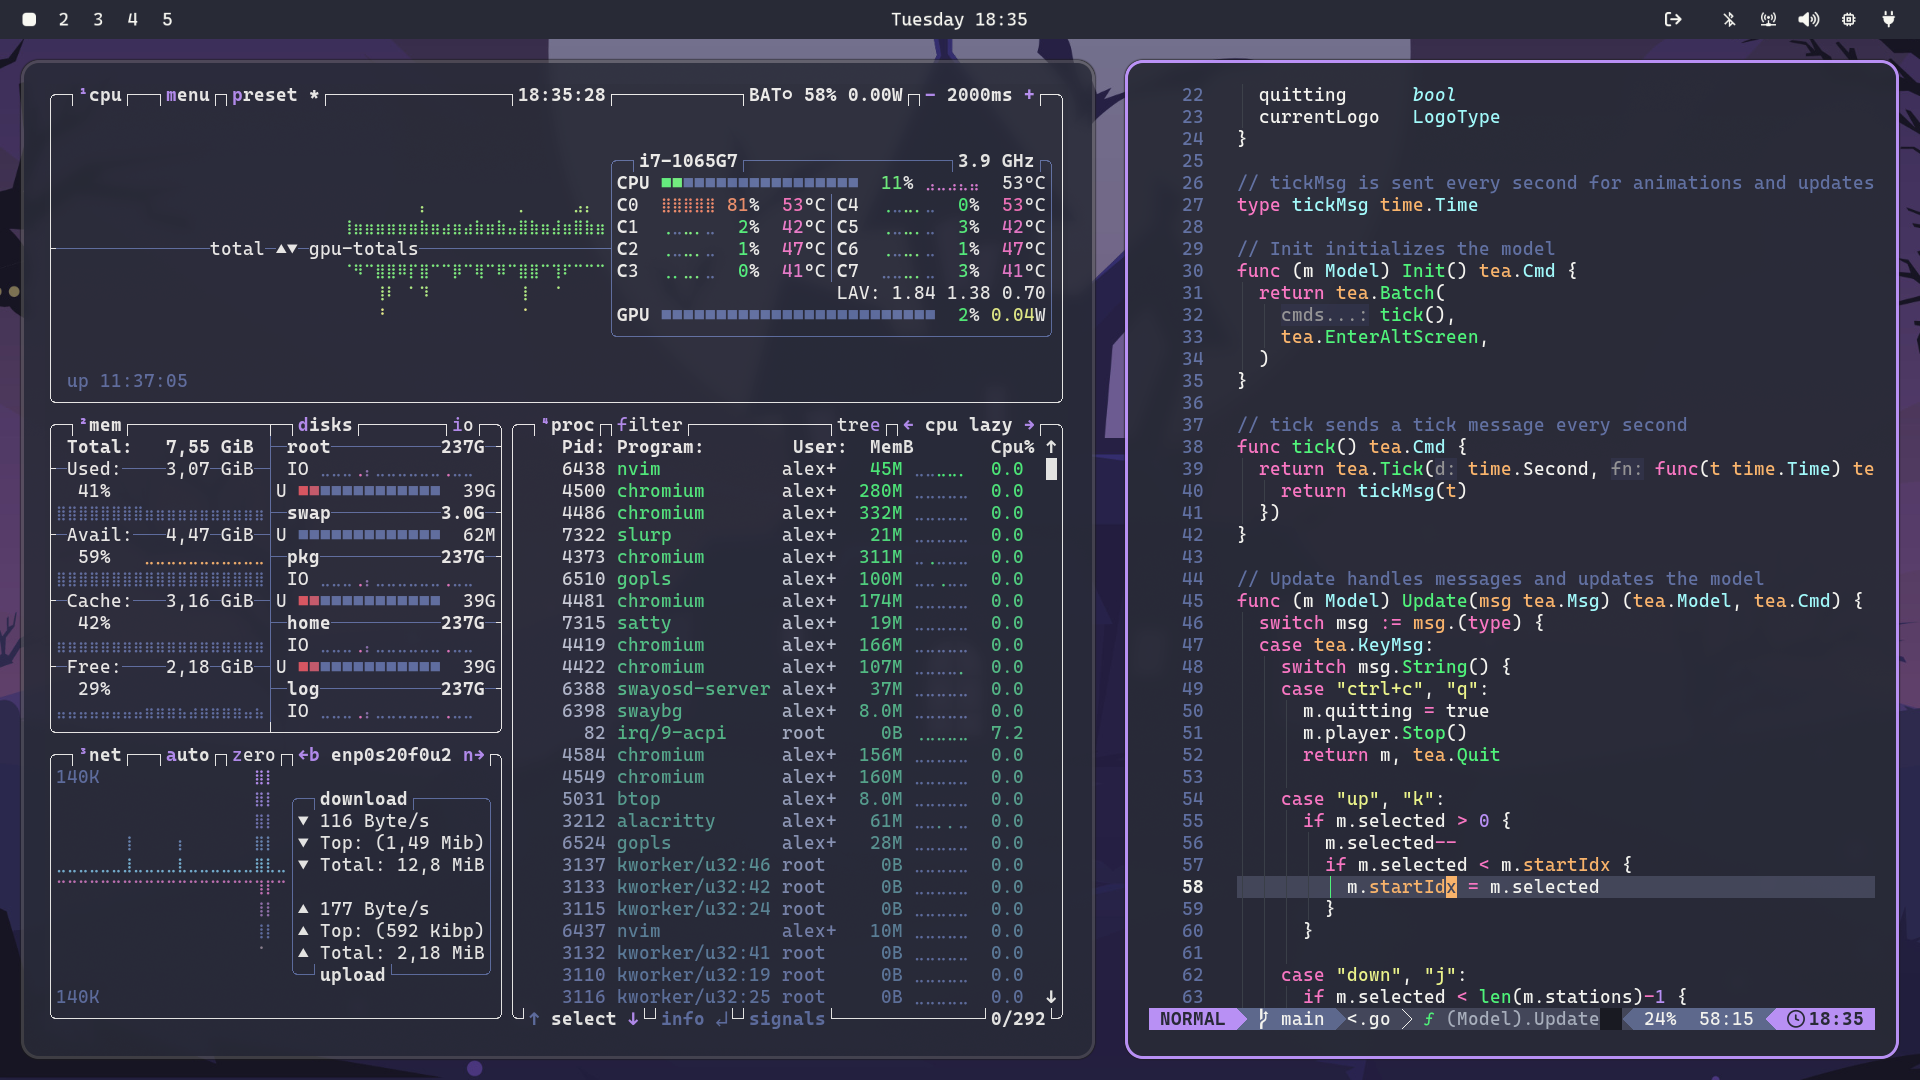 2 3 4 5
Tuesday 18:35
¹cpu menu preset * 18:35:28 BAT 58% 0.00W - 2000ms +
i7-1065G7 3.9 GHz
CPU 11% 53°C
C0 81% 53°C C4 0% 53°C
C1 2% 42°C C5 3% 42°C
total ▲▼ gpu-totals
C2 1% 47°C C6 1% 47°C
C3 0% 41°C C7 3% 41°C
LAV: 1.84 1.38 0.70
GPU 2% 0.04W
up 11:37:05
²mem disks io
Total: 7,55 GiB root 237G
Used: 3,07 GiB IO
41% U 39G
swap 3.0G
Avail: 4,47 GiB U 62M
59% pkg 237G
IO
Cache: 3,16 GiB U 39G
42% home 237G
IO
Free: 2,18 GiB U 39G
29% log 237G
IO
³net auto zero ←b enp0s20f0u2 n→
140K
download
▼ 116 Byte/s
▼ Top: (1,49 Mib)
▼ Total: 12,8 MiB
▲ 177 Byte/s
▲ Top: (592 Kibp)
▲ Total: 2,18 MiB
upload
140K
⁴proc filter tree ← cpu lazy →
Pid: Program: User: MemB Cpu% ↑
6438 nvim alex+ 45M 0.0
4500 chromium alex+ 280M 0.0
4486 chromium alex+ 332M 0.0
7322 slurp alex+ 21M 0.0
4373 chromium alex+ 311M 0.0
6510 gopls alex+ 100M 0.0
4481 chromium alex+ 174M 0.0
7315 satty alex+ 19M 0.0
4419 chromium alex+ 166M 0.0
4422 chromium alex+ 107M 0.0
6388 swayosd-server alex+ 37M 0.0
6398 swaybg alex+ 8.0M 0.0
82 irq/9-acpi root 0B 7.2
4584 chromium alex+ 156M 0.0
4549 chromium alex+ 160M 0.0
5031 btop alex+ 8.0M 0.0
3212 alacritty alex+ 61M 0.0
6524 gopls alex+ 28M 0.0
3137 kworker/u32:46 root 0B 0.0
3133 kworker/u32:42 root 0B 0.0
3115 kworker/u32:24 root 0B 0.0
6437 nvim alex+ 10M 0.0
3132 kworker/u32:41 root 0B 0.0
3110 kworker/u32:19 root 0B 0.0
3116 kworker/u32:25 root 0B 0.0 ↓
↑ select ↓ info ↵ signals 0/292
22 quitting bool
23 currentLogo LogoType
24 }
25
26 // tickMsg is sent every second for animations and updates
27 type tickMsg time.Time
28
29 // Init initializes the model
30 func (m Model) Init() tea.Cmd {
31 return tea.Batch(
32 cmds...: tick(),
33 tea.EnterAltScreen,
34 )
35 }
36
37 // tick sends a tick message every second
38 func tick() tea.Cmd {
39 return tea.Tick(d: time.Second, fn: func(t time.Time) te
40 return tickMsg(t)
41 })
42 }
43
44 // Update handles messages and updates the model
45 func (m Model) Update(msg tea.Msg) (tea.Model, tea.Cmd) {
46 switch msg := msg.(type) {
47 case tea.KeyMsg:
48 switch msg.String() {
49 case "ctrl+c", "q":
50 m.quitting = true
51 m.player.Stop()
52 return m, tea.Quit
53
54 case "up", "k":
55 if m.selected > 0 {
56 m.selected--
57 if m.selected < m.startIdx {
58 m.startIdx = m.selected
59 }
60 }
61
62 case "down", "j":
63 if m.selected < len(m.stations)-1 {
NORMAL main <.go (Model).Update 24% 58:15 18:35